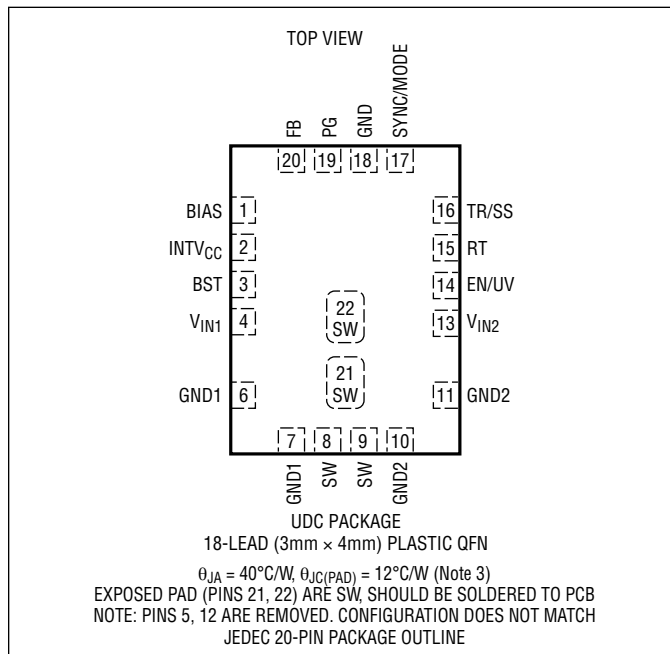 TOP VIEW
FB
PG
GND
SYNC/MODE
20
19
18
17
BIAS 1
INTVCC 2
BST 3
VIN1 4
GND1 6
16 TR/SS
15 RT
14 EN/UV
13 VIN2
11 GND2
22
SW
21
SW
7
8
9
10
GND1
SW
SW
GND2
UDC PACKAGE
18-LEAD (3mm × 4mm) PLASTIC QFN
θJA = 40°C/W, θJC(PAD) = 12°C/W (Note 3)
EXPOSED PAD (PINS 21, 22) ARE SW, SHOULD BE SOLDERED TO PCB
NOTE: PINS 5, 12 ARE REMOVED. CONFIGURATION DOES NOT MATCH
JEDEC 20-PIN PACKAGE OUTLINE